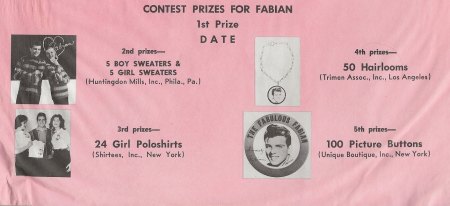 CONTEST PRIZES FOR FABIAN
1st Prize
DATE
2nd prizes—
5 BOY SWEATERS &
5 GIRL SWEATERS
(Huntingdon Mills, Inc., Phila., Pa.)
3rd prizes—
24 Girl Poloshirts
(Shirtees, Inc., New York)
4th prizes—
50 Hairlooms
(Trimon Assoc., Inc., Los Angeles)
THE FABULOUS FABIAN
5th prizes—
100 Picture Buttons
(Unique Boutique, Inc., New York)